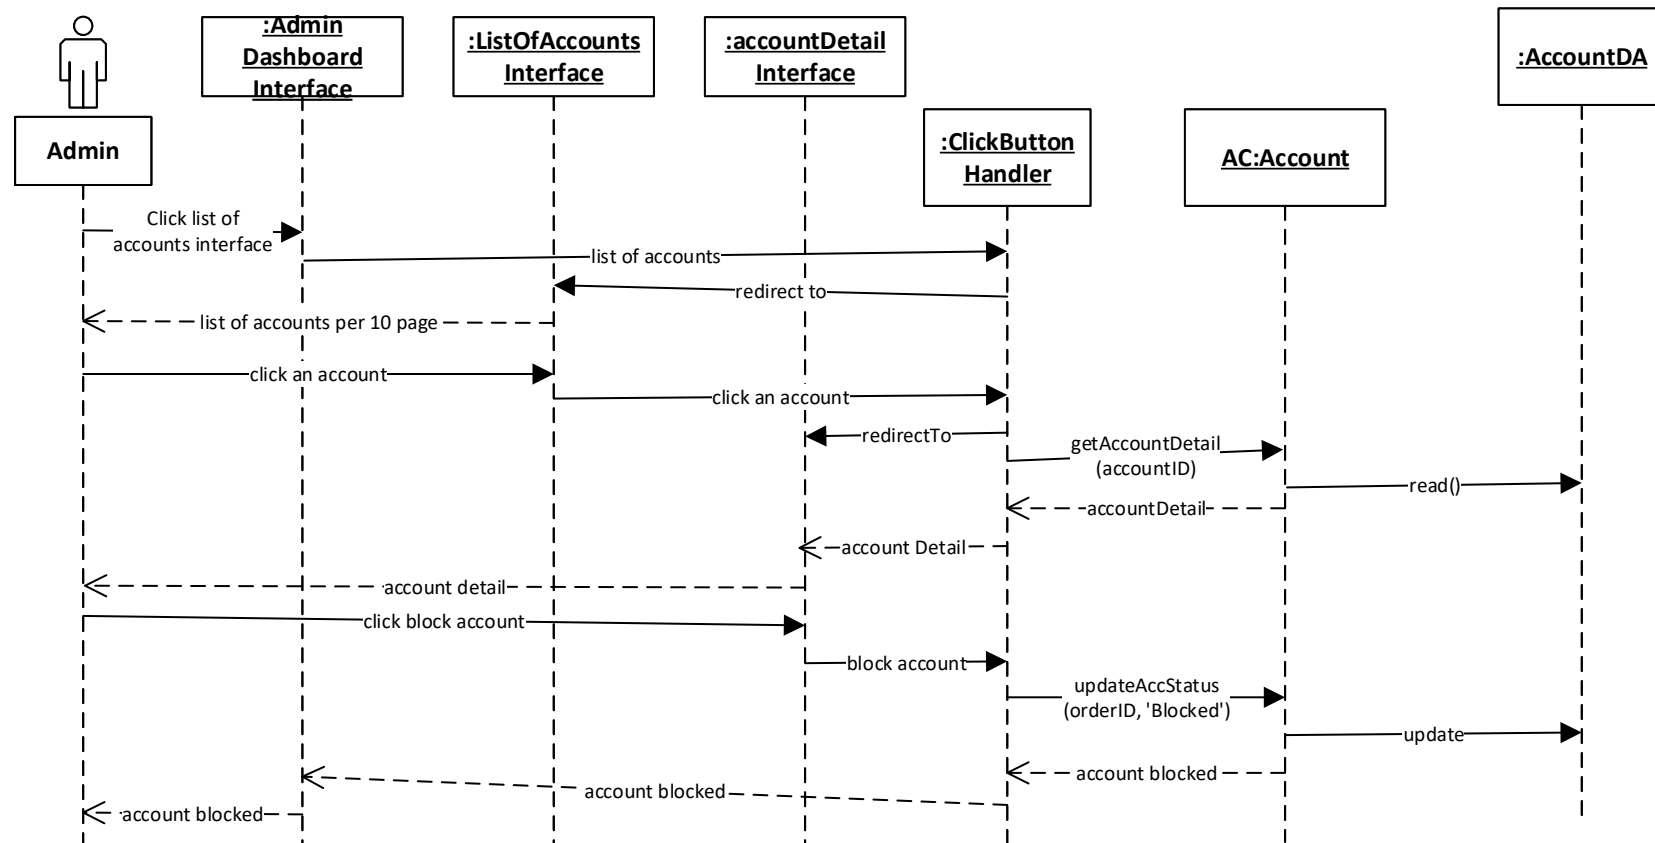 :Admin
Dashboard
Interface
:ListOfAccounts
Interface
:accountDetail
Interface
:AccountDA
Admin
:ClickButton
Handler
AC:Account
Click list of
accounts interface
list of accounts
redirect to
list of accounts per 10 page
click an account
click an account
redirectTo
getAccountDetail
(accountID)
read()
accountDetail
account Detail
account detail
click block account
block account
updateAccStatus
(orderID, 'Blocked')
update
account blocked
account blocked
account blocked